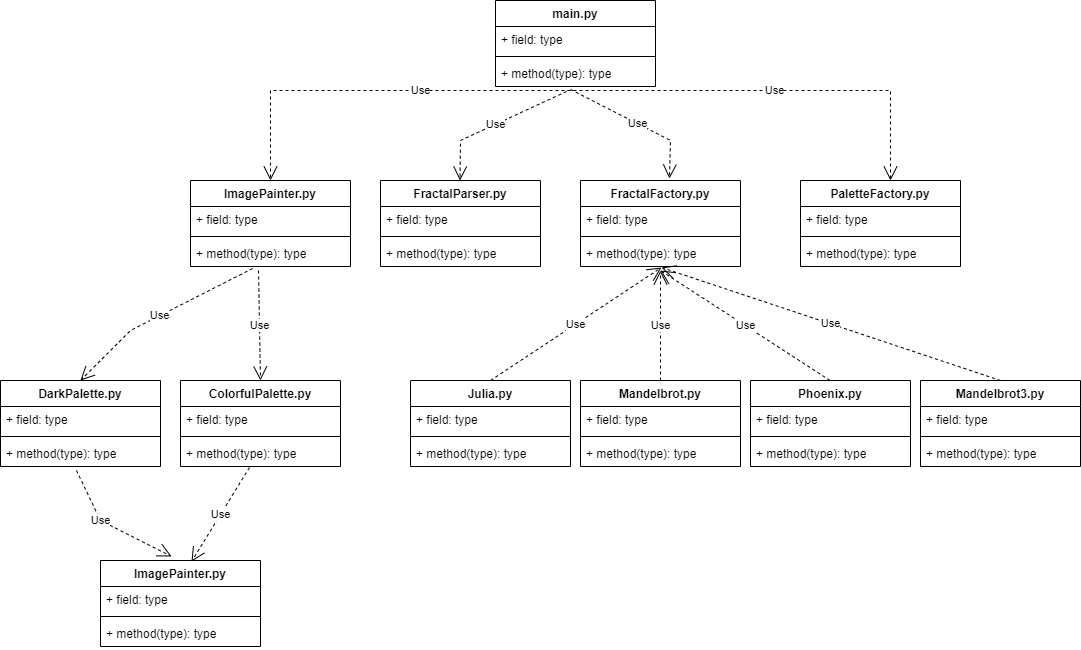 main.py
+ field: type
+ method(type): type
Use
Use
Use
Use
ImagePainter.py
+ field: type
+ method(type): type
FractalParser.py
+ field: type
+ method(type): type
FractalFactory.py
+ field: type
+ method(type): type
PaletteFactory.py
+ field: type
+ method(type): type
Use
Use
Use
Use
Use
Use
DarkPalette.py
+ field: type
+ method(type): type
ColorfulPalette.py
+ field: type
+ method(type): type
Julia.py
+ field: type
+ method(type): type
Mandelbrot.py
+ field: type
+ method(type): type
Phoenix.py
+ field: type
+ method(type): type
Mandelbrot3.py
+ field: type
+ method(type): type
Use
Use
ImagePainter.py
+ field: type
+ method(type): type